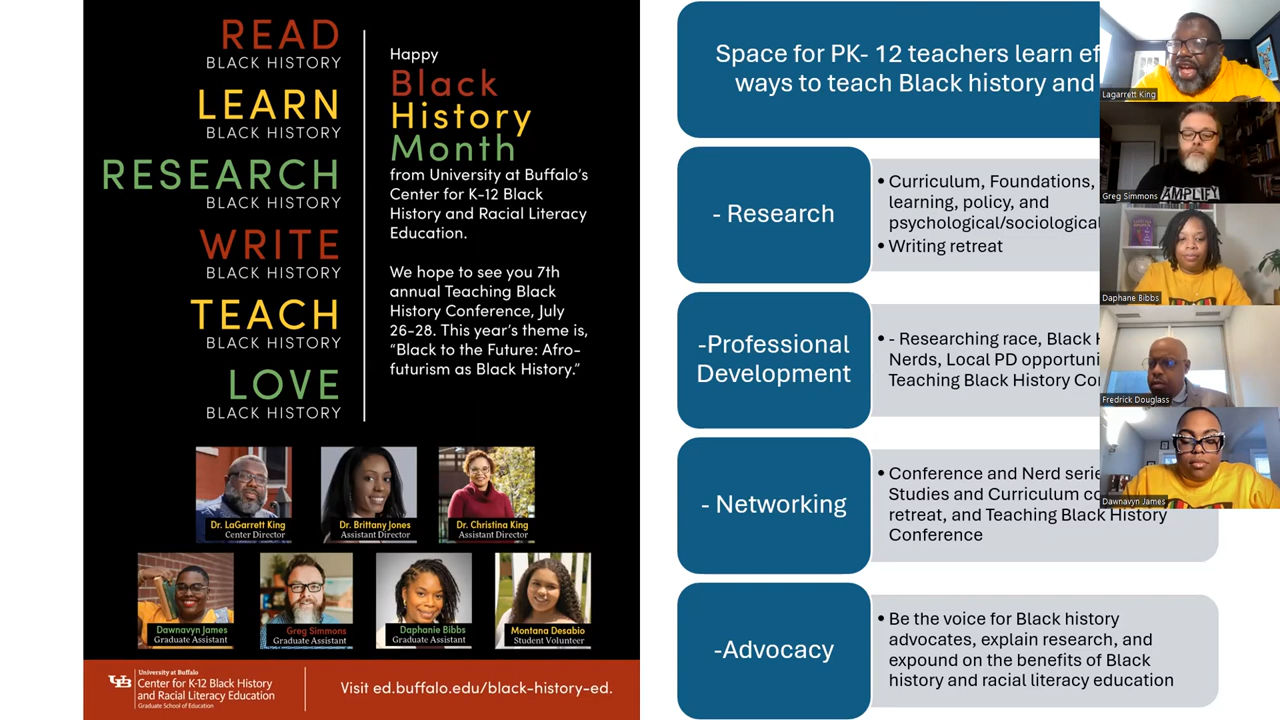 READ
BLACK HISTORY
LEARN
BLACK HISTORY
RESEARCH
BLACK HISTORY
WRITE
BLACK HISTORY
TEACH
BLACK HISTORY
LOVE
BLACK HISTORY
Happy
Black
History
Month
from University at Buffalo's
Center for K-12 Black
History and Racial Literacy
Education.
We hope to see you 7th
annual Teaching Black
History Conference, July
26-28. This year's theme is,
"Black to the Future: Afro-
futurism as Black History."
Dr. LaGarrett King
Center Director
Dr. Brittany Jones
Assistant Director
Dr. Christina King
Assistant Director
Dawnavyn James
Graduate Assistant
Greg Simmons
Graduate Assistant
Daphanie Bibbs
Graduate Assistant
Montana Desabio
Student Volunteer
UB
University at Buffalo
Center for K-12 Black History
and Racial Literacy Education
Graduate School of Education
Visit ed.buffalo.edu/black-history-ed.
Space for PK- 12 teachers learn ef
ways to teach Black history and
- Research
• Curriculum, Foundations,
learning, policy, and
psychological/sociological
• Writing retreat
-Professional
Development
• - Researching race, Black H
Nerds, Local PD opportuni
Teaching Black History Co
- Networking
• Conference and Nerd serie
Studies and Curriculum co
retreat, and Teaching Black History
Conference
-Advocacy
• Be the voice for Black history
advocates, explain research, and
expound on the benefits of Black
history and racial literacy education
Lagarrett King
AMPLIFY
Greg Simmons
Daphane Bibbs
Fredrick Douglass
Dawnavyn James